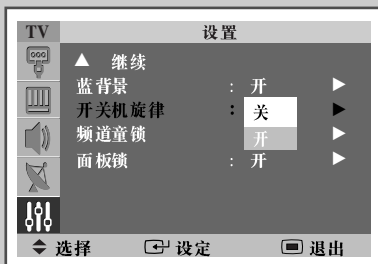 TV 设置
▲ 继续
蓝背景 : 开 ▶
开关机旋律 : 关 ▶
频道童锁 开 ▶
面板锁 : 开 ▶
选择 设定 退出